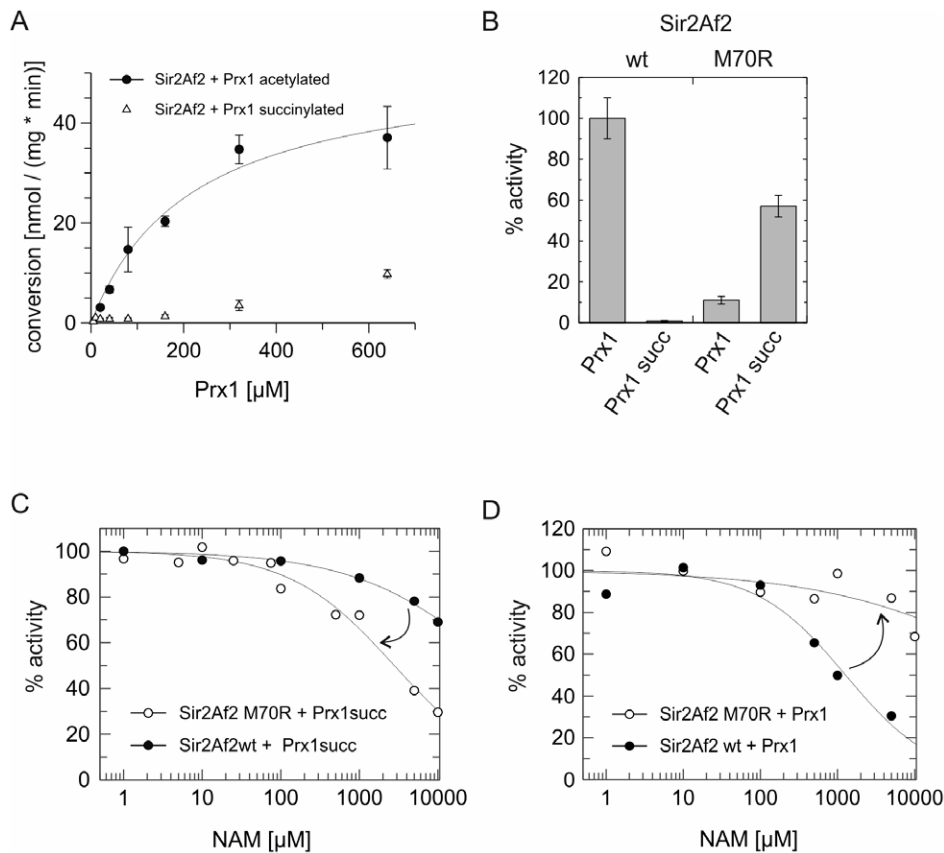 A
conversion [nmol / (mg * min)]
40
20
0
Sir2Af2 + Prx1 acetylated
Sir2Af2 + Prx1 succinylated
0 200 400 600
Prx1 [µM]
B
Sir2Af2
wt M70R
% activity
120
100
80
60
40
20
0
Prx1
Prx1 succ
Prx1
Prx1 succ
C
% activity
100
80
60
40
20
0
Sir2Af2 M70R + Prx1succ
Sir2Af2wt + Prx1succ
1 10 100 1000 10000
NAM [µM]
D
% activity
120
100
80
60
40
20
0
Sir2Af2 M70R + Prx1
Sir2Af2 wt + Prx1
1 10 100 1000 10000
NAM [µM]